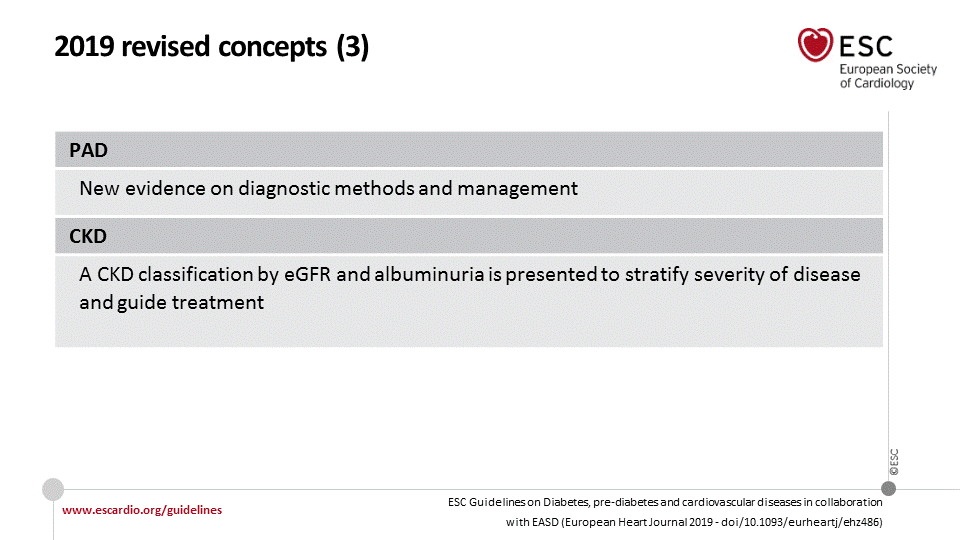 2019 revised concepts (3)
ESC
European Society
of Cardiology
PAD
New evidence on diagnostic methods and management
CKD
A CKD classification by eGFR and albuminuria is presented to stratify severity of disease
and guide treatment
©ESC
www.escardio.org/guidelines
ESC Guidelines on Diabetes, pre-diabetes and cardiovascular diseases in collaboration
with EASD (European Heart Journal 2019 - doi/10.1093/eurheartj/ehz486)